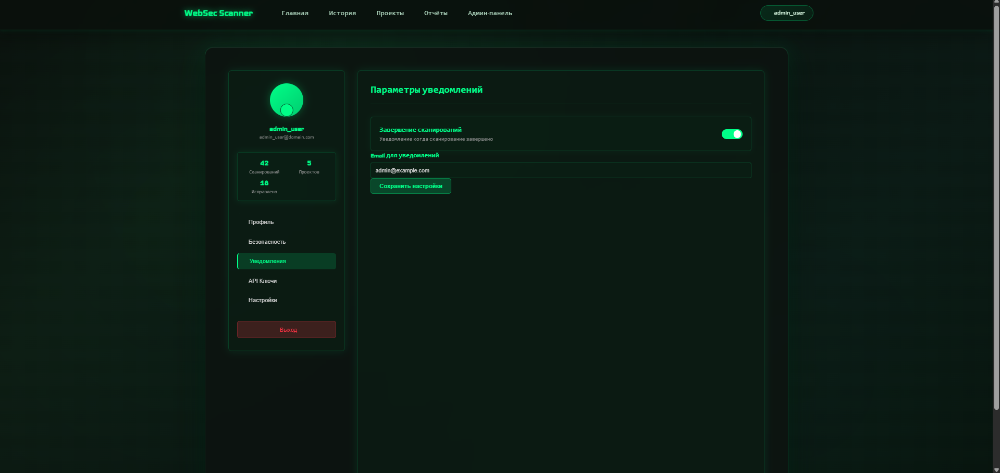 WebSec Scanner
Главная
История
Проекты
Отчёты
Админ-панель
admin_user
admin_user
admin_user@domain.com
42
Сканирований
5
Проектов
18
Исправлено
Профиль
Безопасность
Уведомления
API Ключи
Настройки
Выход
Параметры уведомлений
Завершение сканирований
Уведомление когда сканирование завершено
Email для уведомлений
admin@example.com
Сохранить настройки